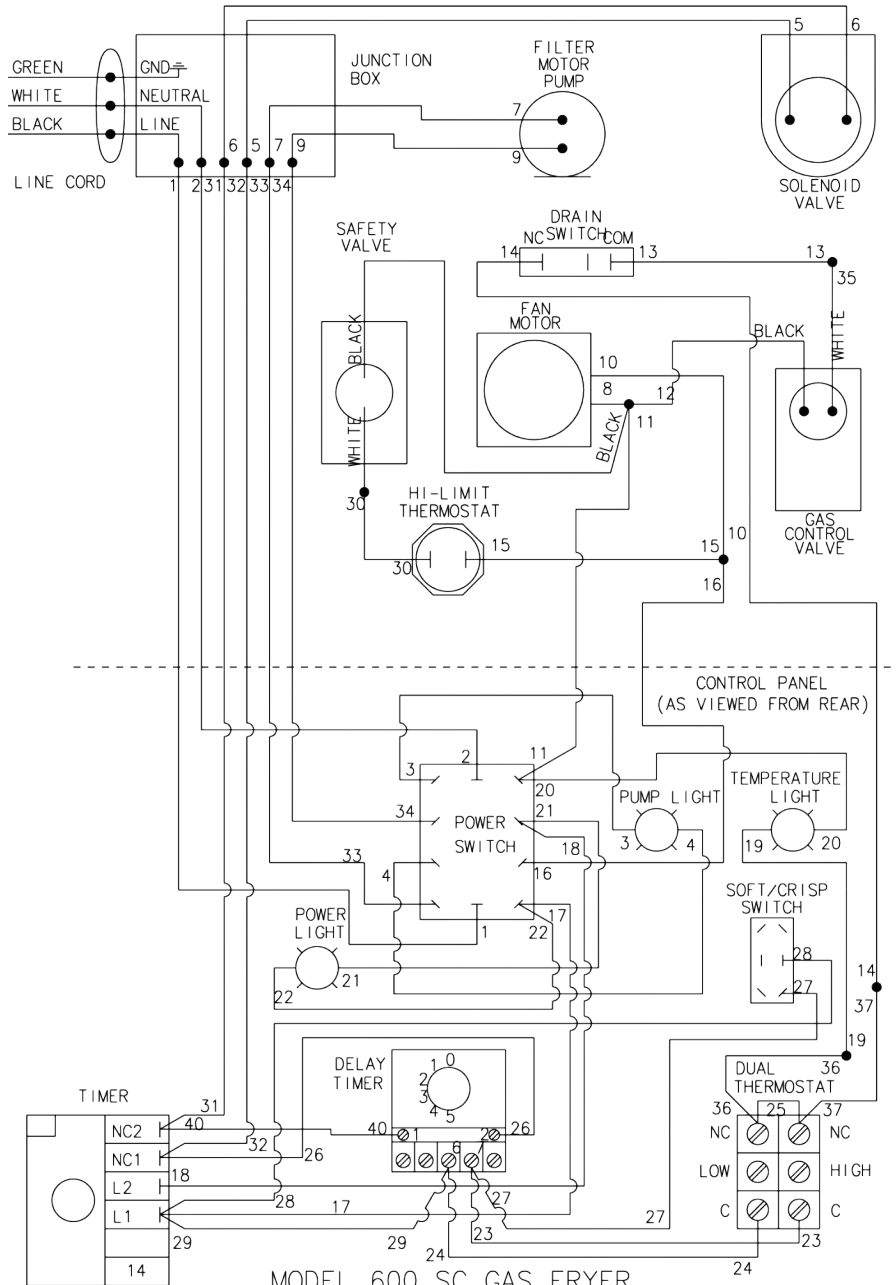 5 6
GREEN GND JUNCTION BOX
FILTER MOTOR PUMP
WHITE NEUTRAL
BLACK LINE
7
6 5 7 9
9
LINE CORD
1 2 31 32 33 34
SOLENOID VALVE
SAFETY VALVE
DRAIN SWITCH
14 NC COM 13 13
35
BLACK
FAN MOTOR
BLACK
WHITE
10
8 12
11
BLACK
WHITE
30
HI-LIMIT THERMOSTAT
GAS CONTROL VALVE
30 15 15 10
16
CONTROL PANEL
(AS VIEWED FROM REAR)
3 2 11
20
PUMP LIGHT
TEMPERATURE LIGHT
34 POWER SWITCH 21
18
3 4
19 20
33 4 16
SOFT/CRISP SWITCH
POWER LIGHT
17
1 22
28
14
22 21
27
37
19
DELAY TIMER
0 1 2 3 4 5
36
DUAL THERMOSTAT
TIMER
31
40
36 25 37
NC2
40 1 6 2 26
NC NC
NC1
32 26
L2 18
LOW HIGH
28 27
L1 17
27
C C
29 29 23 23
24 24
14
MODEL 600 SC GAS FRYER